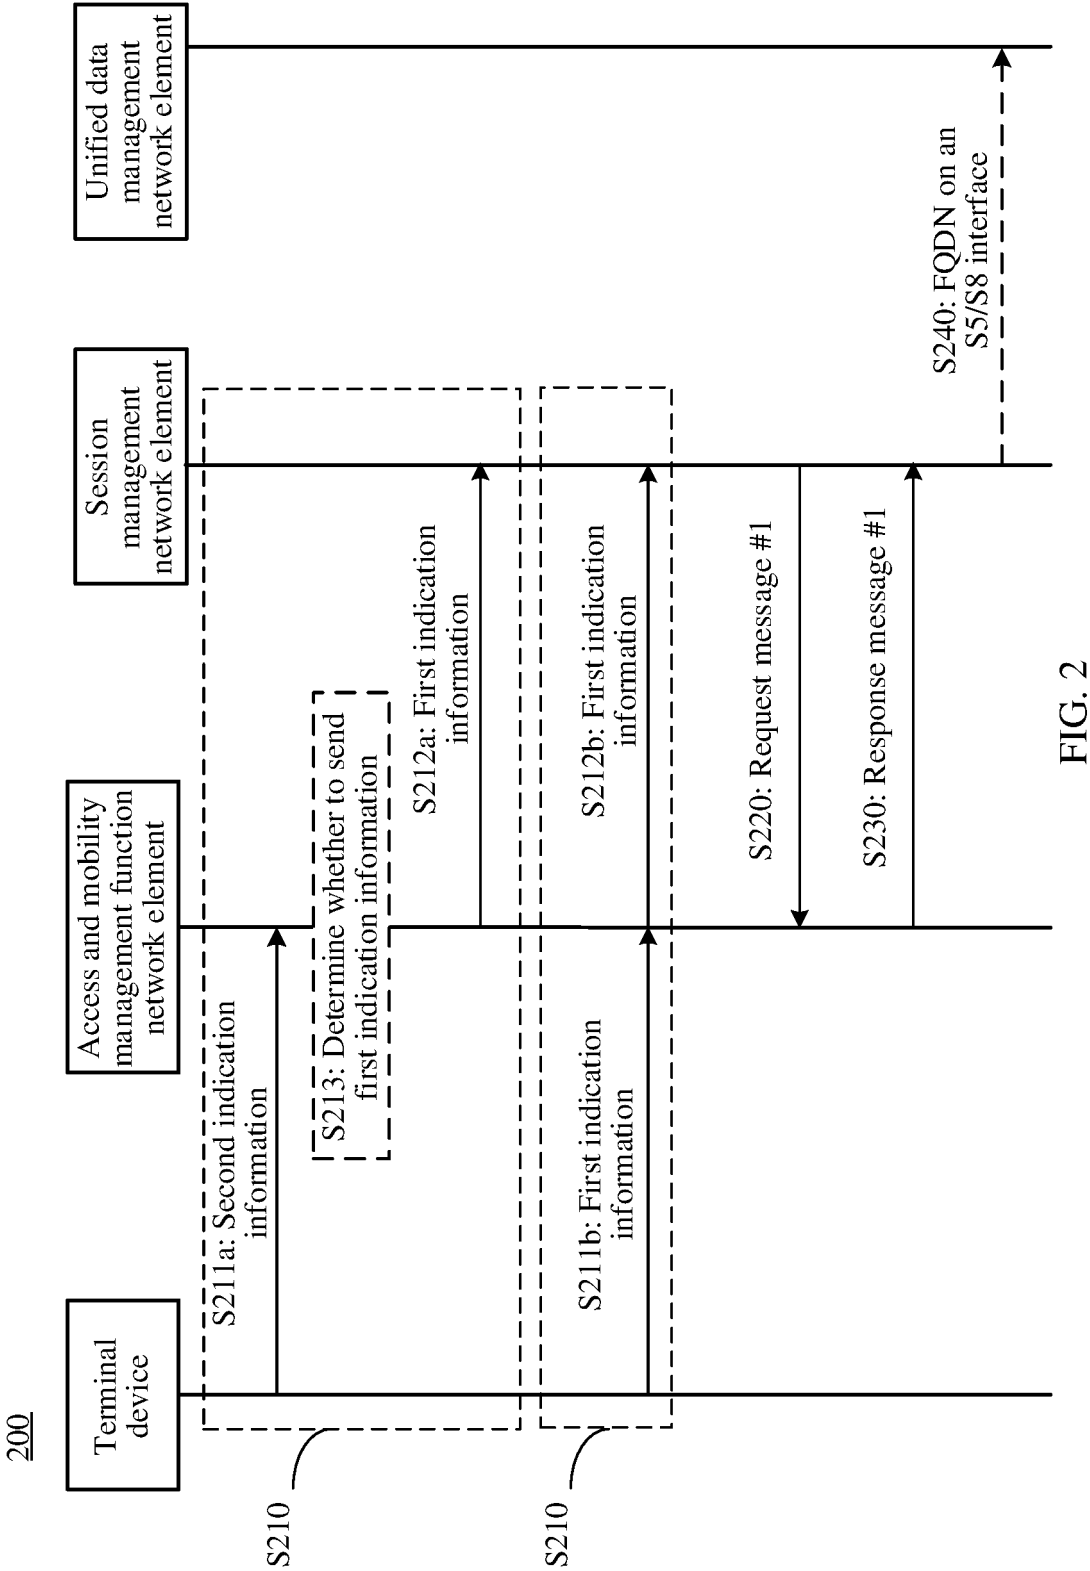 200
Terminal
device
Access and mobility
management function
network element
Session
management
network element
Unified data
management
network element
S210
S211a: Second indication
information
S213: Determine whether to send
first indication information
S212a: First indication
information
S210
S211b: First indication
information
S212b: First indication
information
S220: Request message #1
S230: Response message #1
S240: FQDN on an
S5/S8 interface
FIG. 2